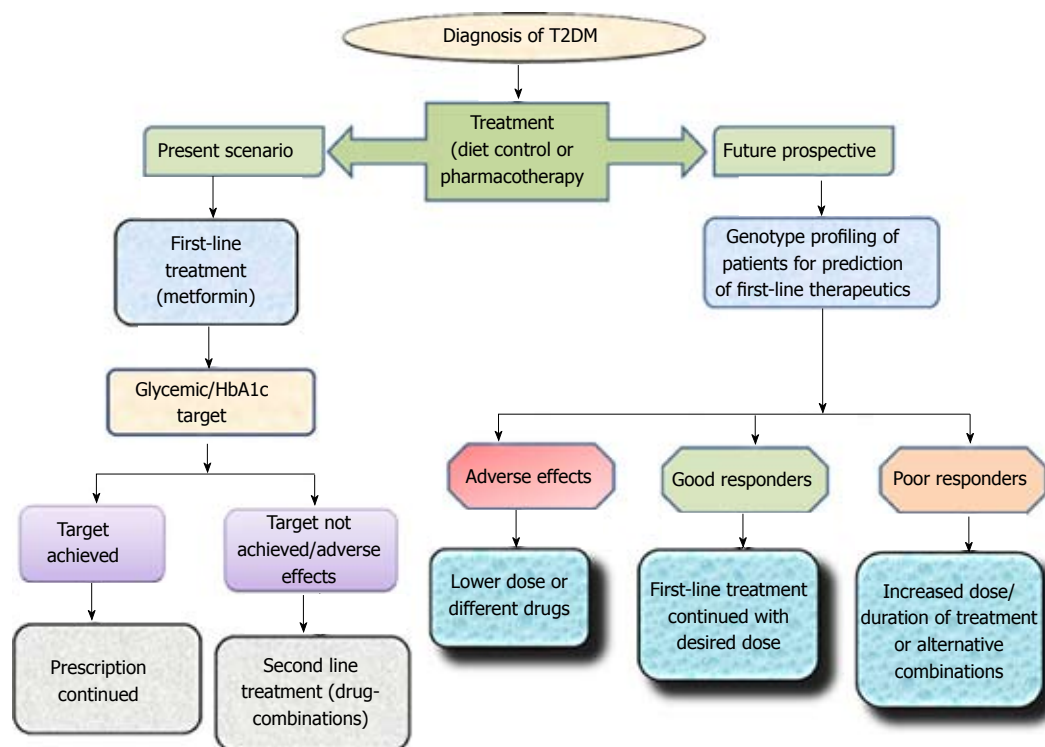 Diagnosis of T2DM
Treatment
(diet control or
pharmacotherapy
Present scenario
Future prospective
First-line
treatment
(metformin)
Genotype profiling of
patients for prediction
of first-line therapeutics
Glycemic/HbA1c
target
Adverse effects
Good responders
Poor responders
Target
achieved
Target not
achieved/adverse
effects
Lower dose or
different drugs
First-line treatment
continued with
desired dose
Increased dose/
duration of treatment
or alternative
combinations
Prescription
continued
Second line
treatment (drug-
combinations)